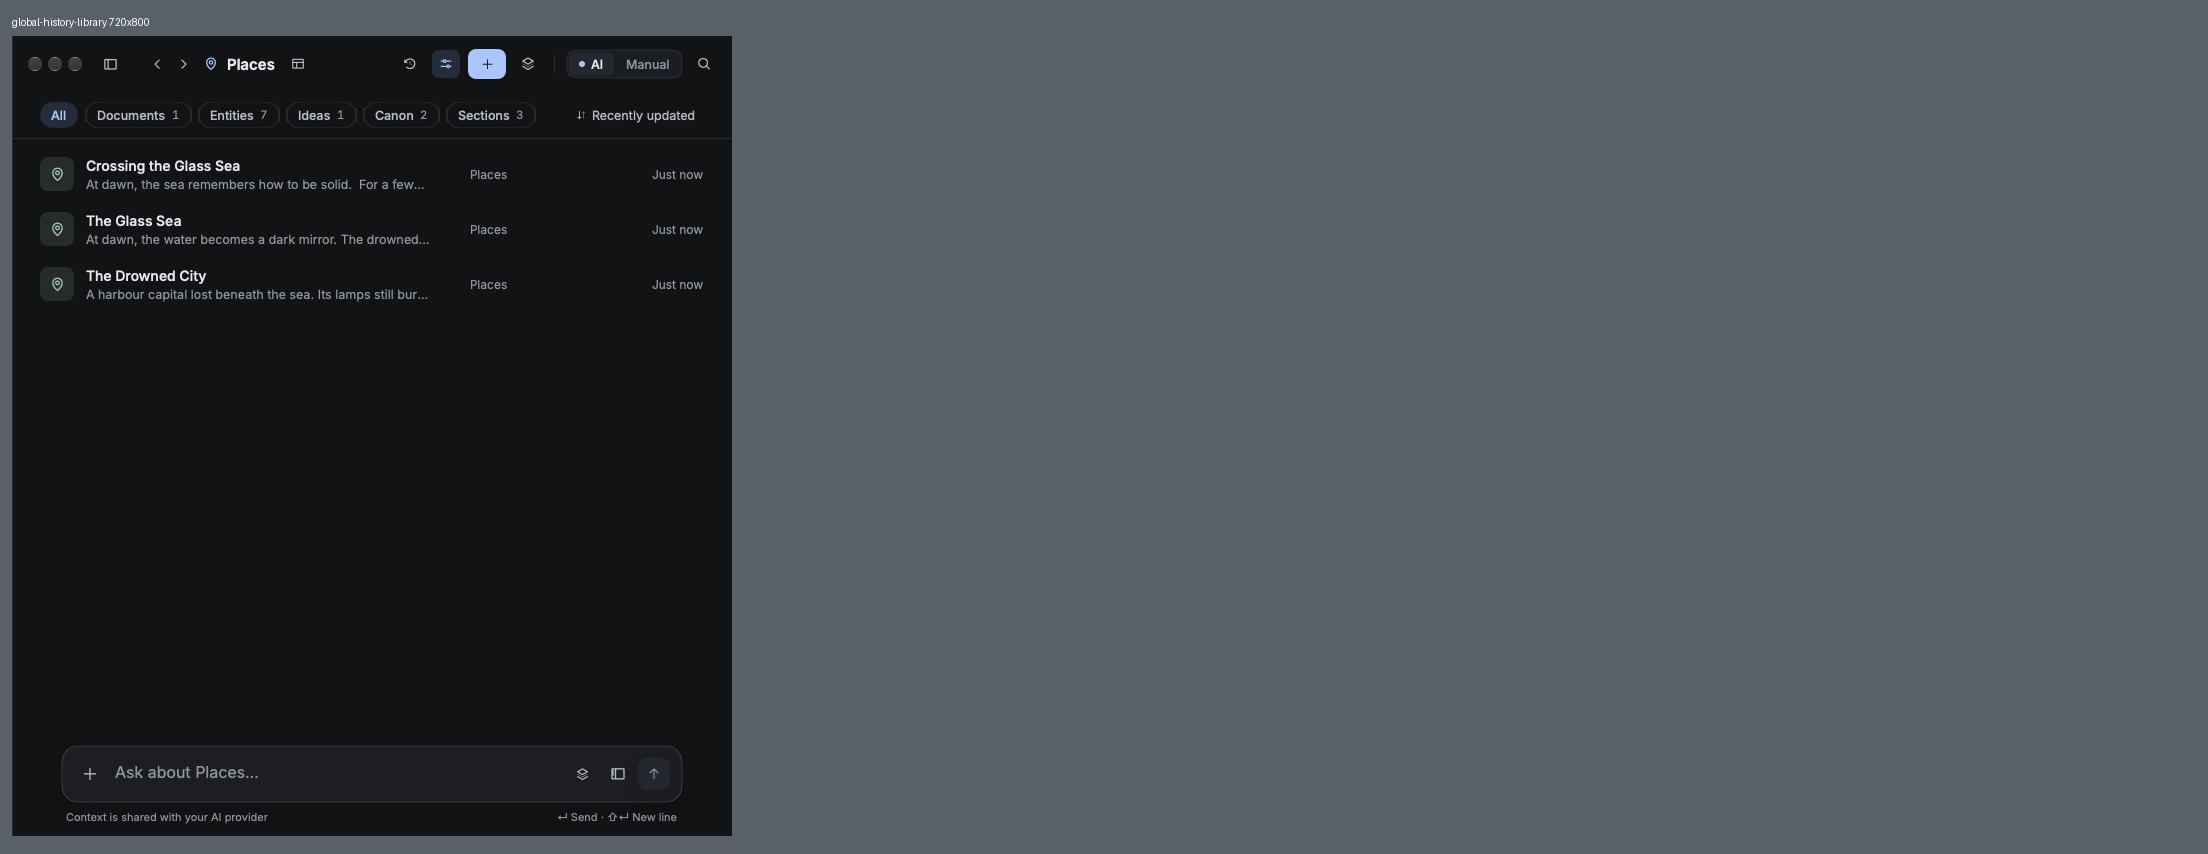 global-history-library 720x800
Places
AI Manual
All Documents 1 Entities 7 Ideas 1 Canon 2 Sections 3 Recently updated
Crossing the Glass Sea
At dawn, the sea remembers how to be solid. For a few...
Places Just now
The Glass Sea
At dawn, the water becomes a dark mirror. The drowned...
Places Just now
The Drowned City
A harbour capital lost beneath the sea. Its lamps still bur...
Places Just now
Ask about Places...
Context is shared with your AI provider
↵ Send · ⇧↵ New line